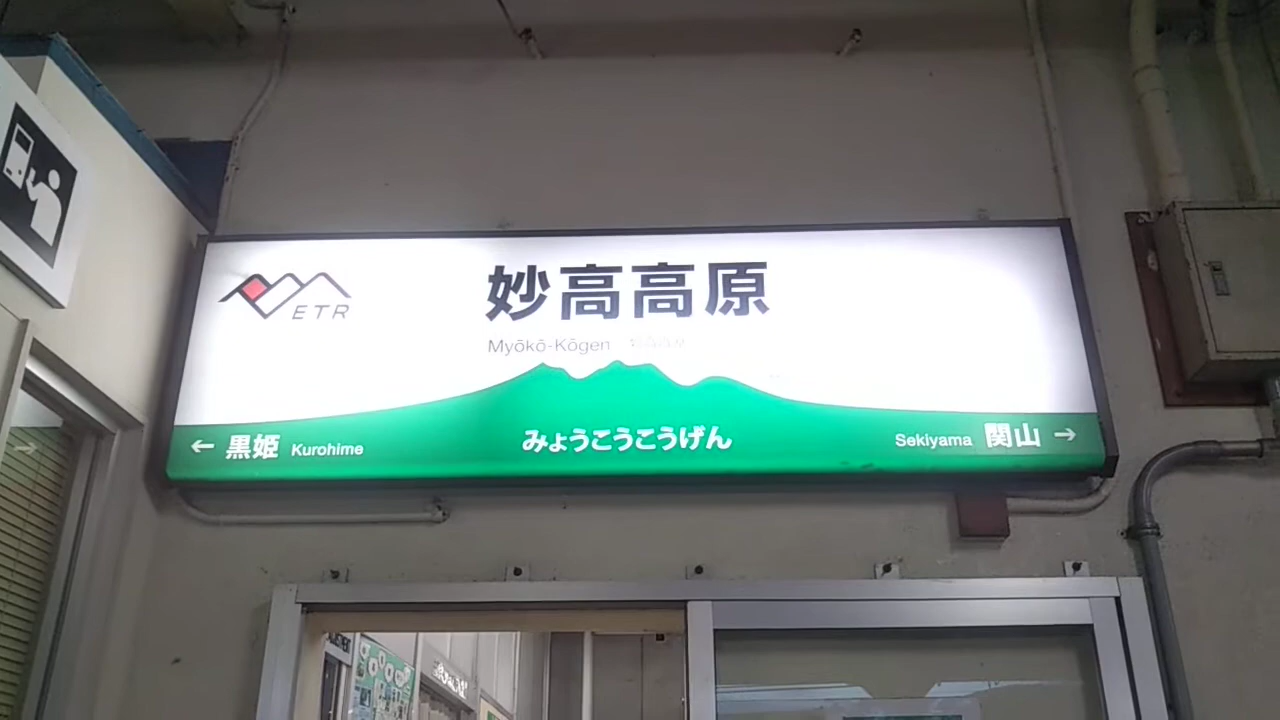 ETR
妙高高原
Myōkō-Kōgen
← 黒姫 Kurohime
みょうこうこうげん
Sekiyama 関山 →